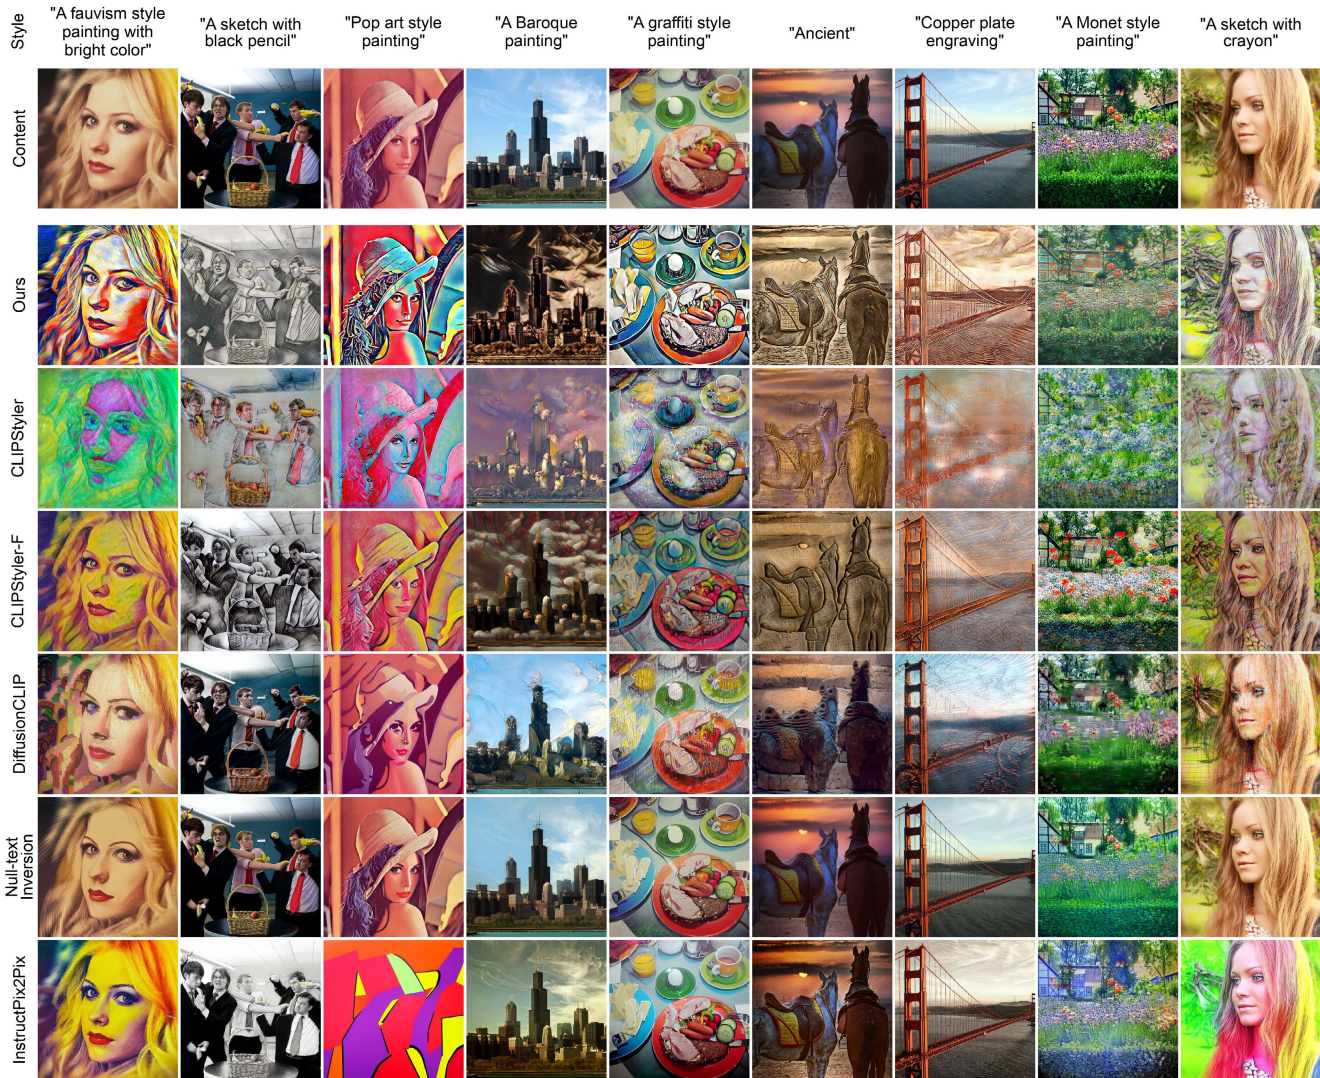 Style
"A fauvism style
painting with
bright color"
"A sketch with
black pencil"
"Pop art style
painting"
"A Baroque
painting"
"A graffiti style
painting"
"Ancient"
"Copper plate
engraving"
"A Monet style
painting"
"A sketch with
crayon"
Content
Ours
CLIPStyler
CLIPStyler-F
DiffusionCLIP
Null-text
Inversion
InstructPix2Pix